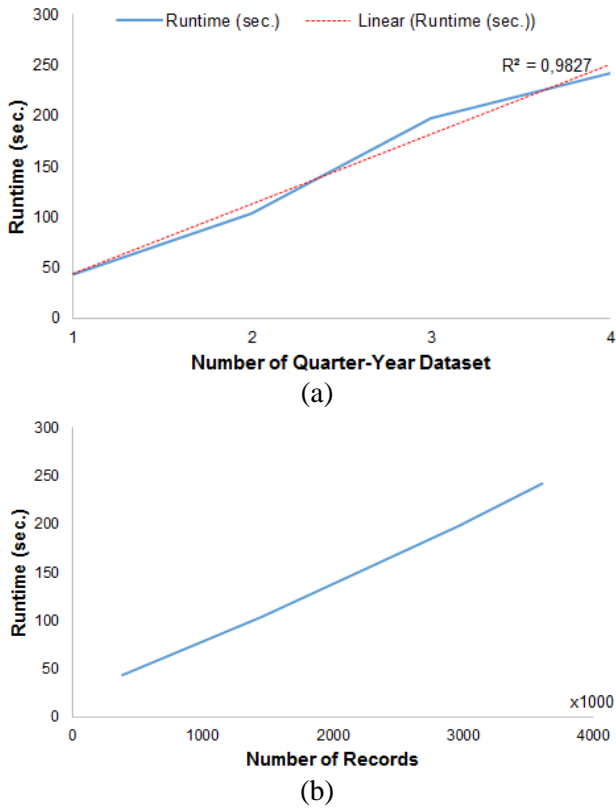 Runtime (sec.)
Linear (Runtime (sec.))
300
250
200
150
100
50
0
R² = 0,9827
Runtime (sec.)
1
2
3
4
Number of Quarter-Year Dataset
(a)
300
250
200
150
100
50
0
Runtime (sec.)
x1000
0
1000
2000
3000
4000
Number of Records
(b)